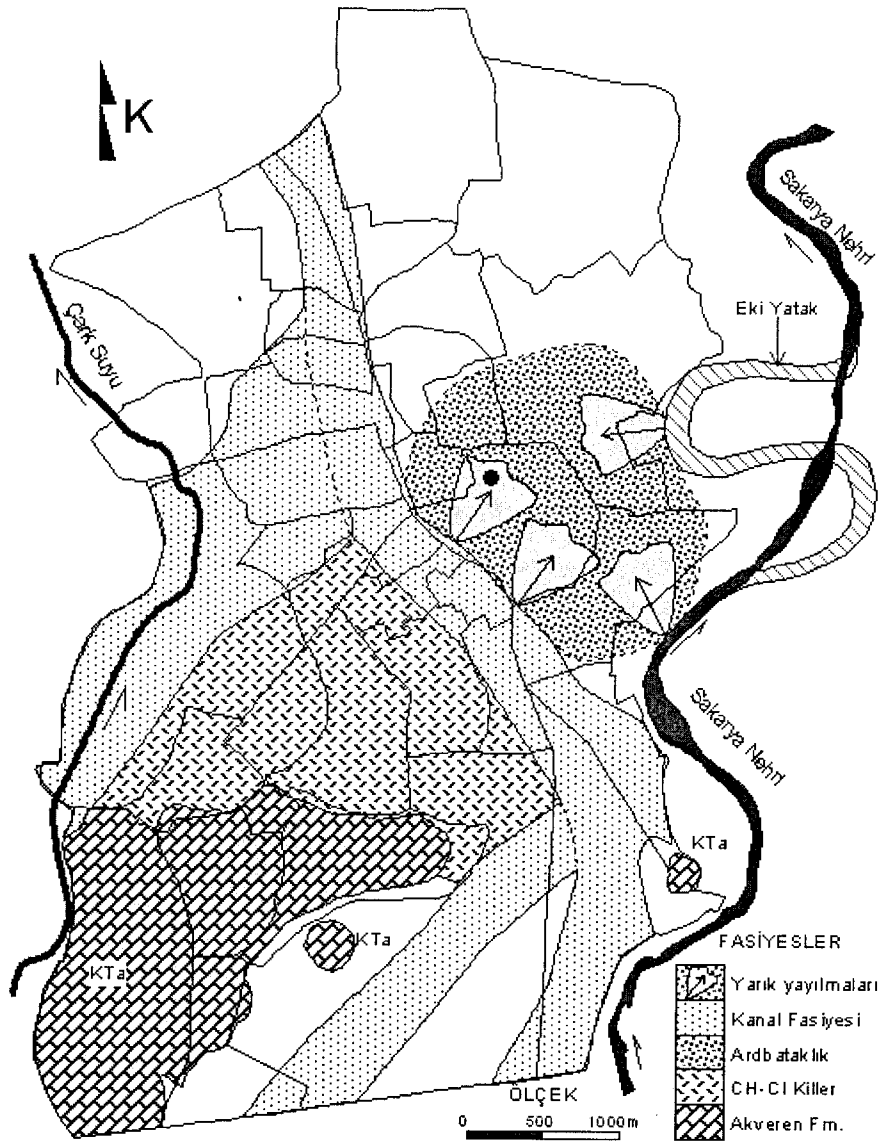 K
Sakarya Nehri
Çark Suyu
Eki Yatak
Sakarya Nehri
KTa
KTa
KTa
FASİYESLER
Yarık yayılmaları
Kanal Fasiyesi
Ardbataklık
CH-CI Killer
Akveren Fm.
ÖLÇEK
0 500 1000m